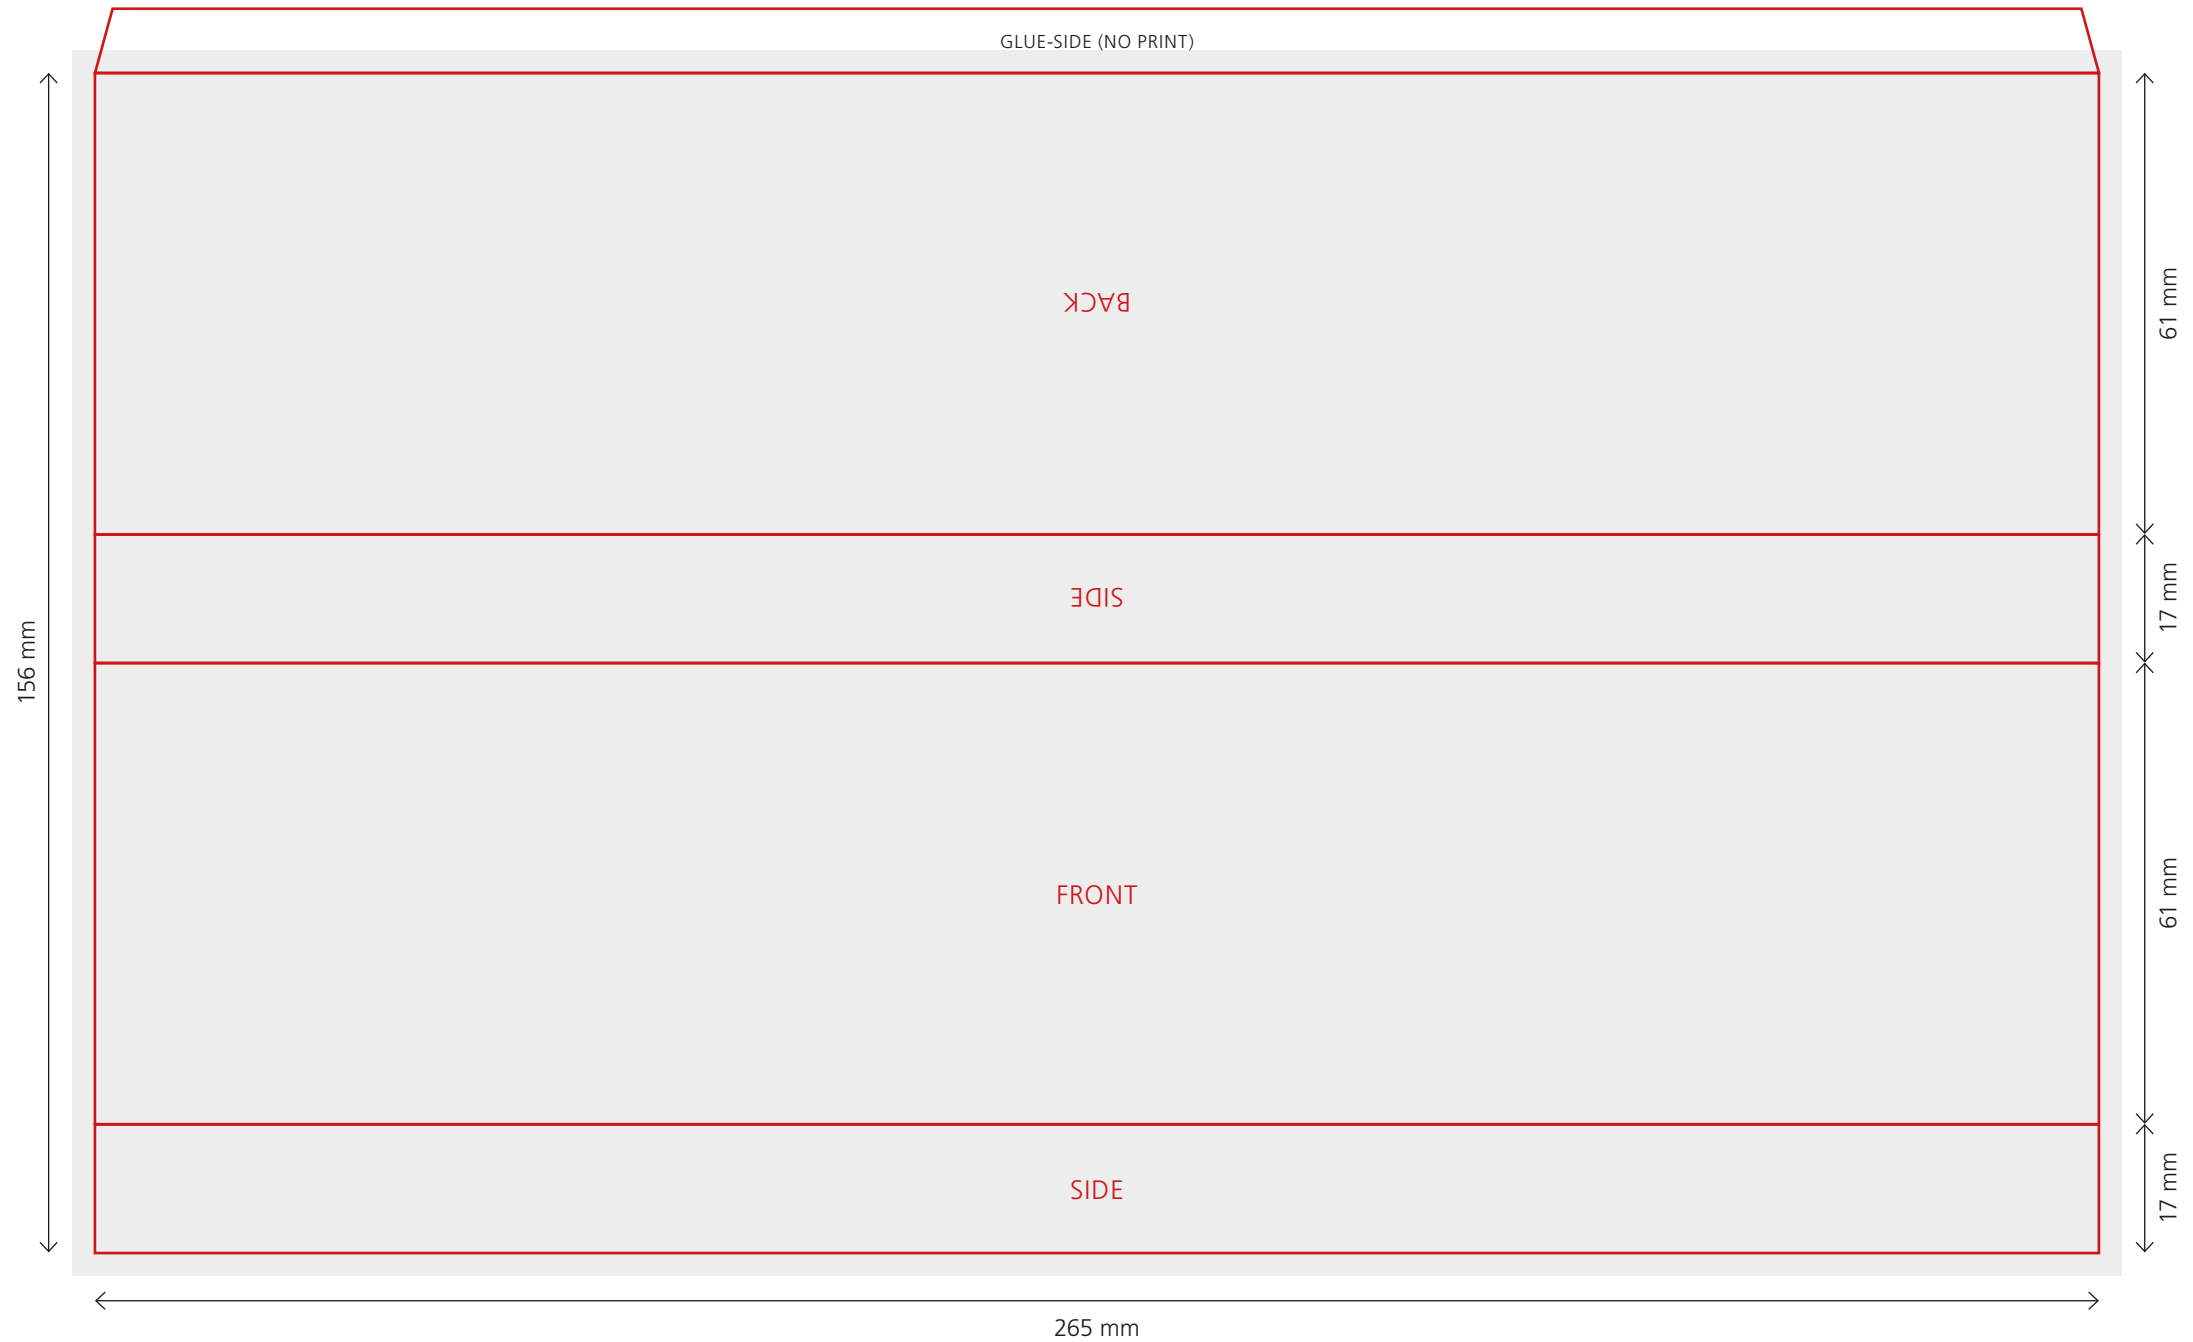 GLUE-SIDE (NO PRINT)
BACK
61 mm
SIDE
17 mm
156 mm
FRONT
61 mm
SIDE
17 mm
265 mm